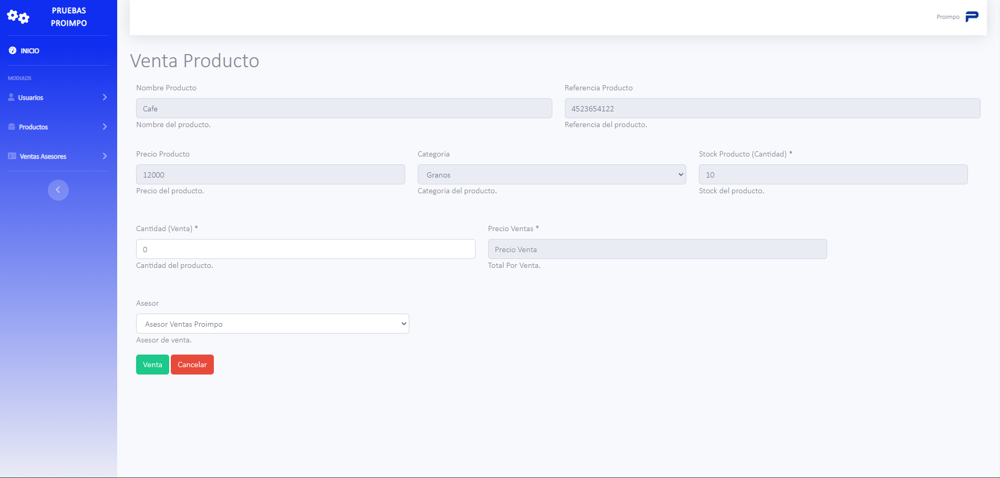 PRUEBAS
PROIMPO
INICIO
MODULOS
Usuarios
Productos
Ventas Asesores
Proimpo
Venta Producto
Nombre Producto
Cafe
Nombre del producto.
Referencia Producto
4523654122
Referencia del producto.
Precio Producto
12000
Precio del producto.
Categoria
Granos
Categoria del producto.
Stock Producto (Cantidad) *
10
Stock del producto.
Cantidad (Venta) *
0
Cantidad del producto.
Precio Ventas *
Precio Venta
Total Por Venta.
Asesor
Asesor Ventas Proimpo
Asesor de venta.
Venta
Cancelar